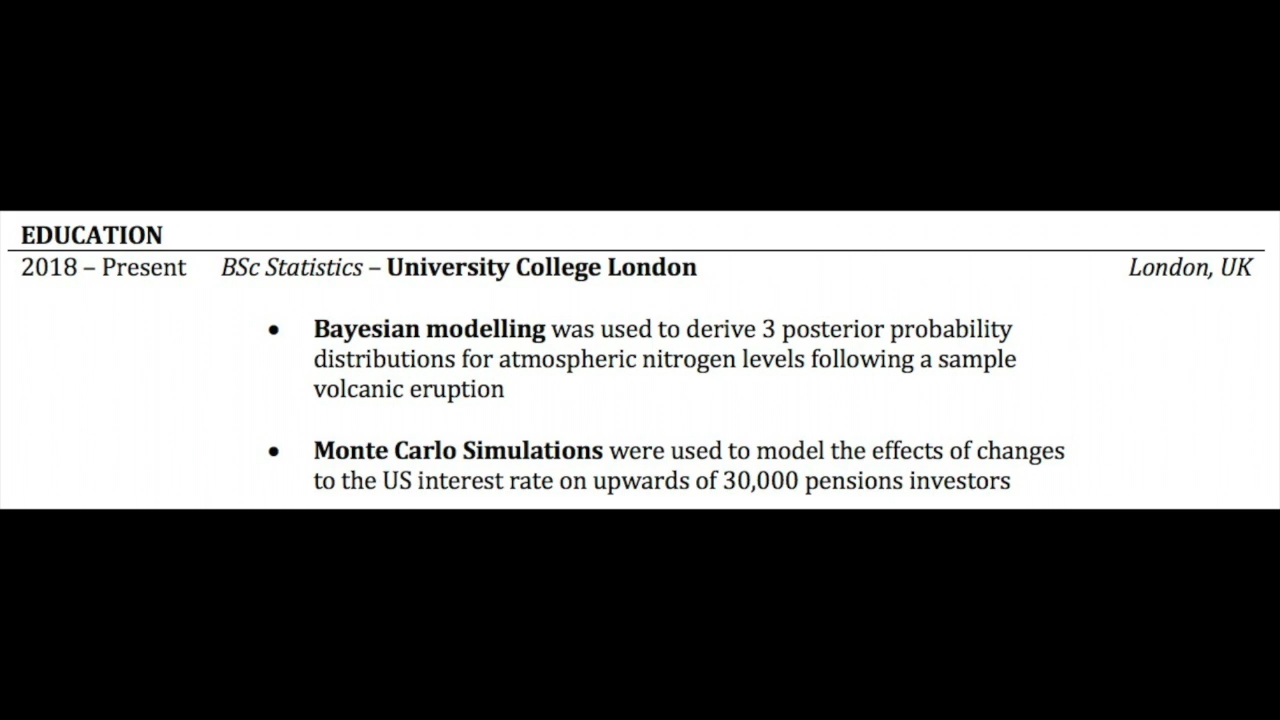 EDUCATION
2018 – Present BSc Statistics – University College London London, UK
• Bayesian modelling was used to derive 3 posterior probability
distributions for atmospheric nitrogen levels following a sample
volcanic eruption
• Monte Carlo Simulations were used to model the effects of changes
to the US interest rate on upwards of 30,000 pensions investors